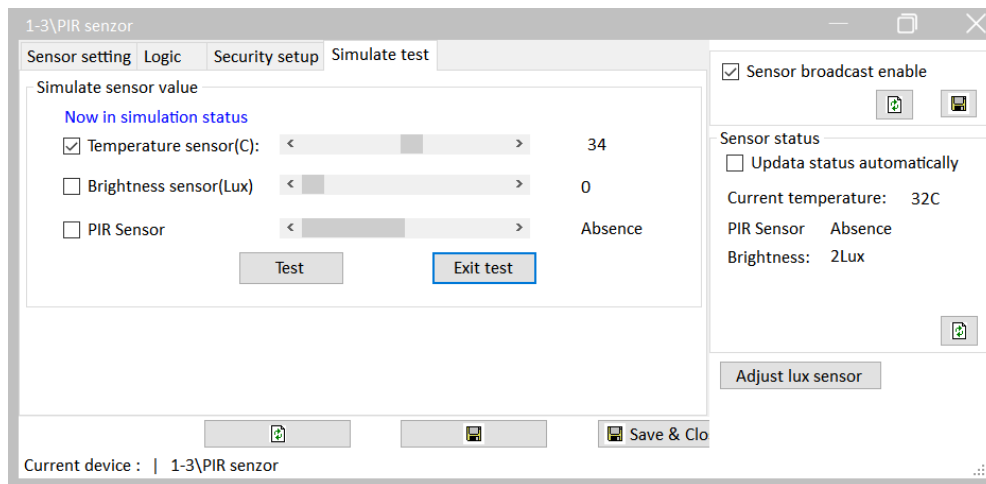 1-3\PIR senzor
Sensor setting Logic Security setup Simulate test
Simulate sensor value
Now in simulation status
Temperature sensor(C): 34
Brightness sensor(Lux) 0
PIR Sensor Absence
Test Exit test
Sensor broadcast enable
Sensor status
Updata status automatically
Current temperature: 32C
PIR Sensor Absence
Brightness: 2Lux
Adjust lux sensor
Save & Clo
Current device : | 1-3\PIR senzor